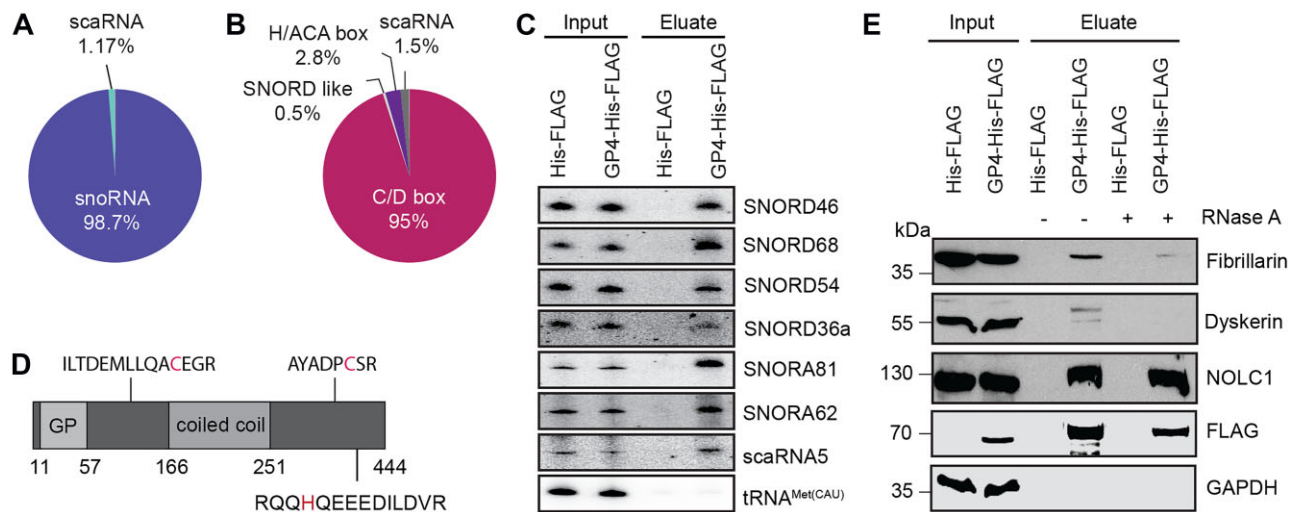 A
scaRNA
1.17%
snoRNA
98.7%
B
scaRNA
1.5%
H/ACA box
2.8%
SNORD like
0.5%
C/D box
95%
C
Input
Eluate
His-FLAG
GP4-His-FLAG
His-FLAG
GP4-His-FLAG
SNORD46
SNORD68
SNORD54
SNORD36a
SNORA81
SNORA62
scaRNA5
tRNAMet(CAU)
D
ILTDEMLLQACEGR
AYADPCSR
GP
coiled coil
11 57 166 251 444
RQQHQEEEDILDVR
E
Input
Eluate
His-FLAG
GP4-His-FLAG
His-FLAG
GP4-His-FLAG
His-FLAG
GP4-His-FLAG
- - + + RNase A
kDa
35
Fibrillarin
55
Dyskerin
130
NOLC1
70
FLAG
35
GAPDH